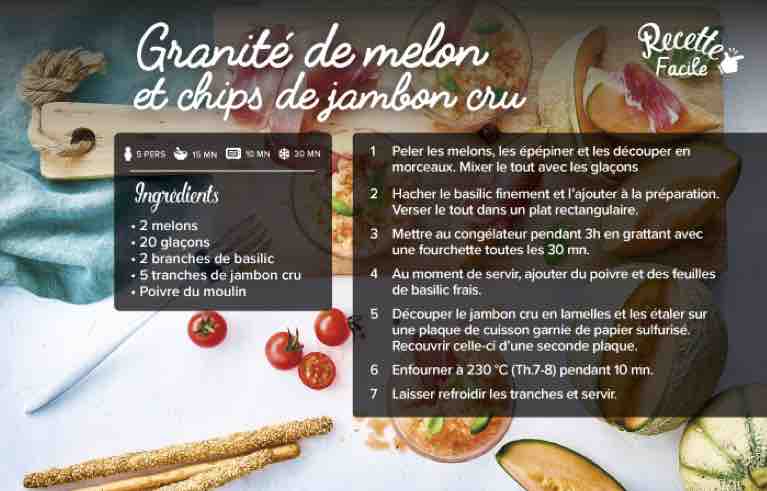 Granité de melon
et chips de jambon cru
Recette
Facile
5 PERS 15 MN 10 MN 30 MN
Ingrédients
• 2 melons
• 20 glaçons
• 2 branches de basilic
• 5 tranches de jambon cru
• Poivre du moulin
1 Peler les melons, les épépiner et les découper en
morceaux. Mixer le tout avec les glaçons
2 Hacher le basilic finement et l'ajouter à la préparation.
Verser le tout dans un plat rectangulaire.
3 Mettre au congélateur pendant 3h en grattant avec
une fourchette toutes les 30 mn.
4 Au moment de servir, ajouter du poivre et des feuilles
de basilic frais.
5 Découper le jambon cru en lamelles et les étaler sur
une plaque de cuisson garnie de papier sulfurisé.
Recouvrir celle-ci d'une seconde plaque.
6 Enfourner à 230 °C (Th.7-8) pendant 10 mn.
7 Laisser refroidir les tranches et servir.